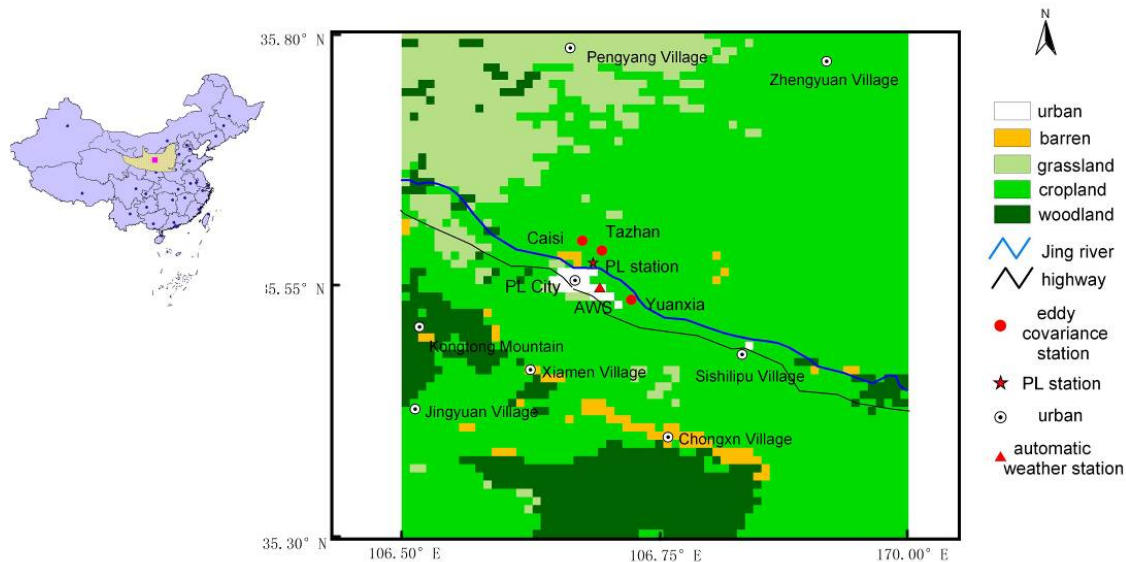 N
35.80° N
Pengyang Village
Zhengyuan Village
urban
barren
grassland
cropland
woodland
Jing river
highway
eddy
covariance
station
PL station
urban
automatic
weather station
Caisi
Tazhan
PL station
35.55° N
PL City
AWS
Yuanxia
Kongtong Mountain
Xiamen Village
Sishilipu Village
Jingyuan Village
Chongxn Village
35.30° N
106.50° E
106.75° E
170.00° E